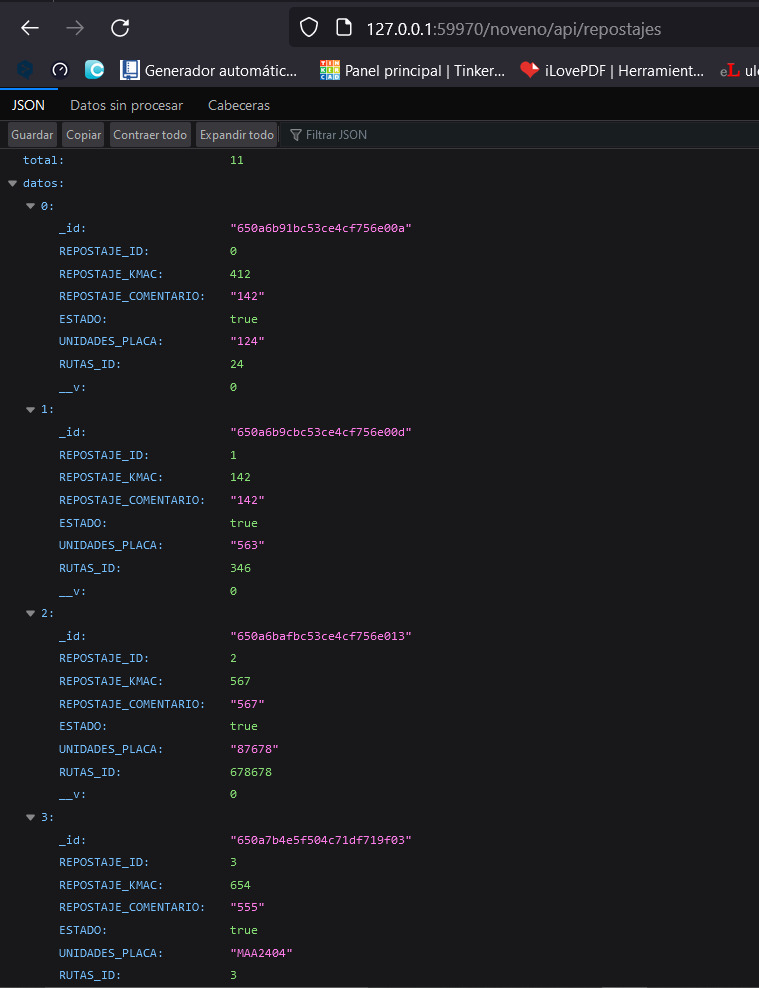 127.0.0.1:59970/noveno/api/repostajes
Generador automátic... Panel principal | Tinker... iLovePDF | Herrament... eL ule
JSON Datos sin procesar Cabeceras
Guardar Copiar Contraer todo Expandir todo Filtrar JSON
total: 11
datos:
0:
_id: "650a6b91bc53ce4cf756e00a"
REPOSTAJE_ID: 0
REPOSTAJE_KMAC: 412
REPOSTAJE_COMENTARIO: "142"
ESTADO: true
UNIDADES_PLACA: "124"
RUTAS_ID: 24
__v: 0
1:
_id: "650a6b9cbc53ce4cf756e00d"
REPOSTAJE_ID: 1
REPOSTAJE_KMAC: 142
REPOSTAJE_COMENTARIO: "142"
ESTADO: true
UNIDADES_PLACA: "563"
RUTAS_ID: 346
__v: 0
2:
_id: "650a6bafbc53ce4cf756e013"
REPOSTAJE_ID: 2
REPOSTAJE_KMAC: 567
REPOSTAJE_COMENTARIO: "567"
ESTADO: true
UNIDADES_PLACA: "87678"
RUTAS_ID: 678678
__v: 0
3:
_id: "650a7b4e5f504c71df719f03"
REPOSTAJE_ID: 3
REPOSTAJE_KMAC: 654
REPOSTAJE_COMENTARIO: "555"
ESTADO: true
UNIDADES_PLACA: "MAA2404"
RUTAS_ID: 3